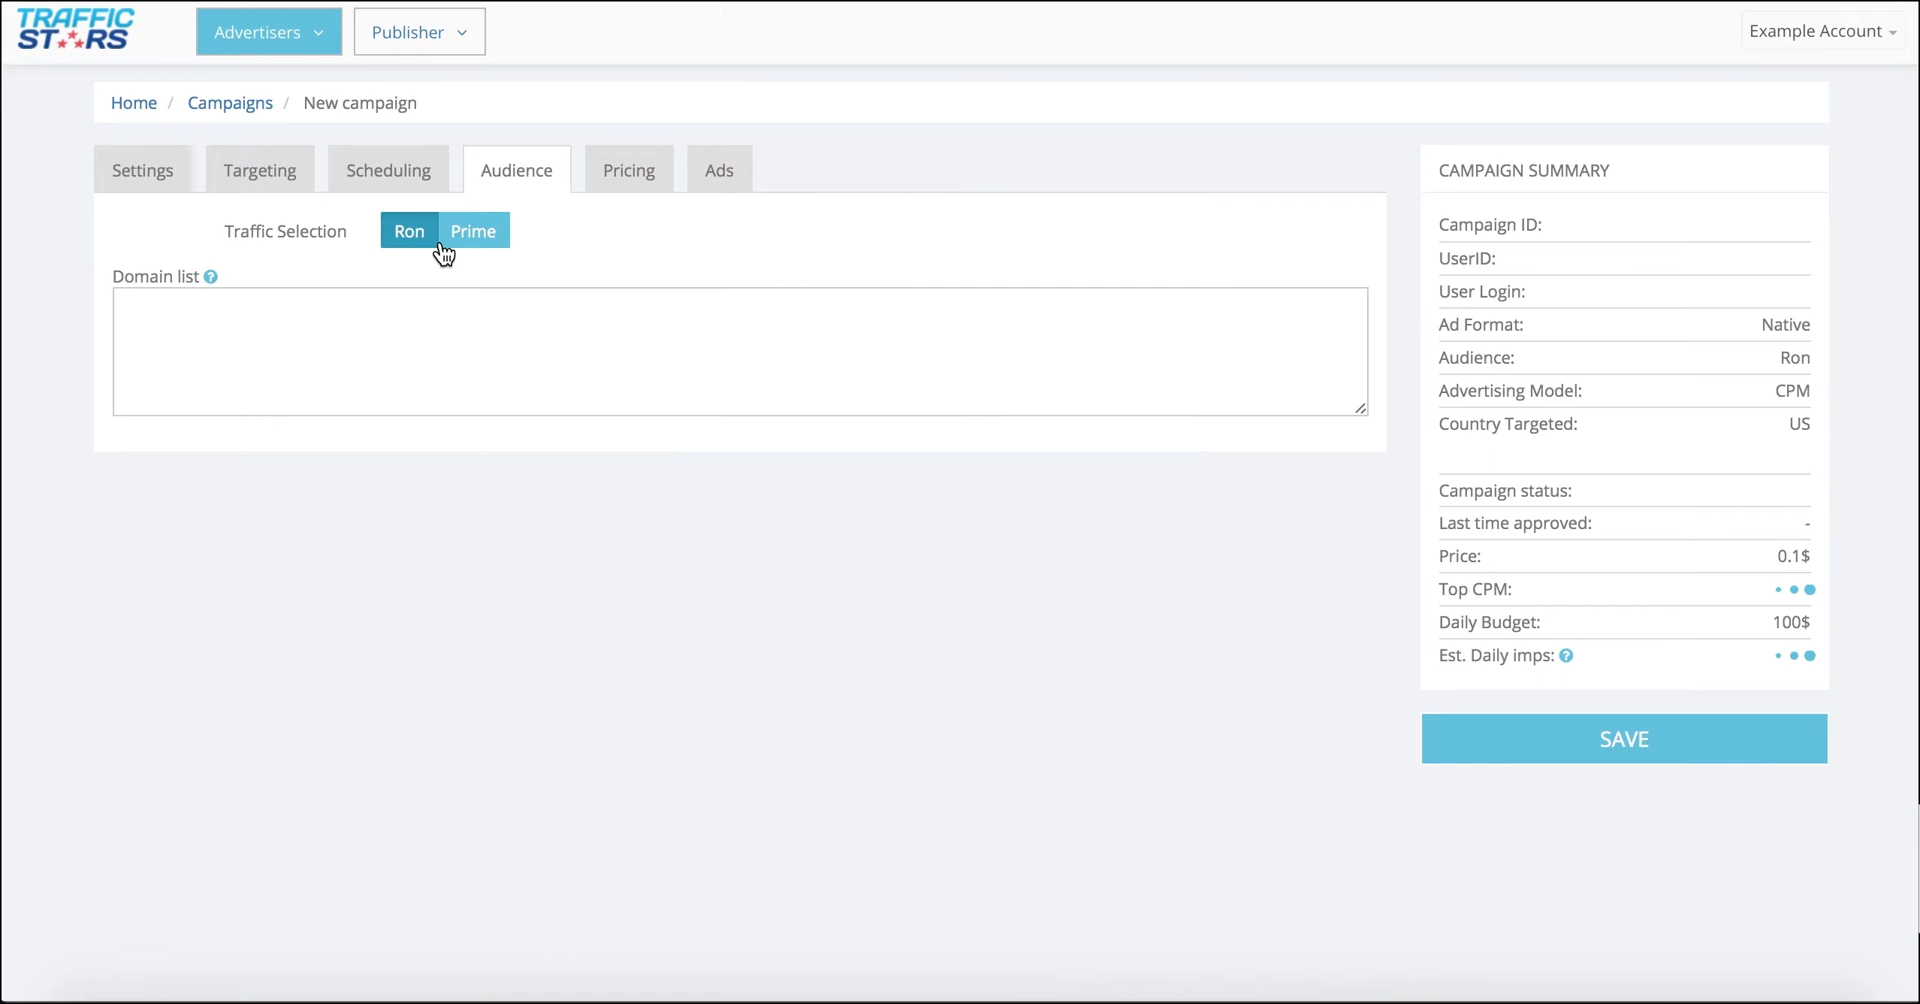 TRAFFIC
STARS
Advertisers
Publisher
Example Account
Home / Campaigns / New campaign
Settings
Targeting
Scheduling
Audience
Pricing
Ads
Traffic Selection
Ron
Prime
Domain list ?
CAMPAIGN SUMMARY
Campaign ID:
UserID:
User Login:
Ad Format: Native
Audience: Ron
Advertising Model: CPM
Country Targeted: US
Campaign status:
Last time approved: -
Price: 0.1$
Top CPM:
Daily Budget: 100$
Est. Daily imps: ?
SAVE